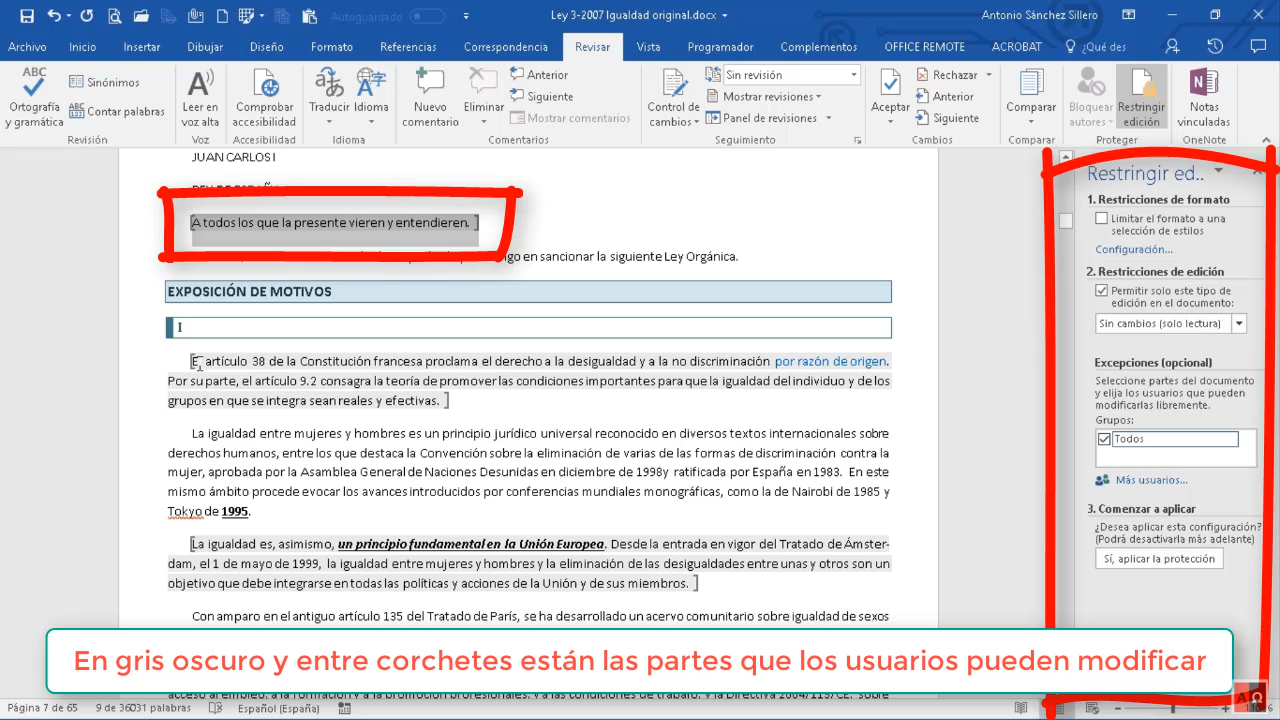 Autoguardado
Ley 3-2007 Igualdad original.docx
Antonio Sánchez Sillero
Archivo Inicio Insertar Dibujar Diseño Formato Referencias Correspondencia Revisar Vista Programador Complementos OFFICE REMOTE ACROBAT ¿Qué des
ABC Ortografía y gramática
Sinónimos
ABC 123 Contar palabras
Revisión
Leer en voz alta
Voz
Comprobar accesibilidad
Accesibilidad
Traducir
Idioma
Idioma
Nuevo comentario
Eliminar
Anterior
Siguiente
Mostrar comentarios
Comentarios
Control de cambios
Sin revisión
Mostrar revisiones
Panel de revisiones
Seguimiento
Aceptar
Rechazar
Anterior
Siguiente
Cambios
Comparar
Comparar
Bloquear autores
Restringir edición
Proteger
Notas vinculadas
OneNote
JUAN CARLOS I
A todos los que la presente vieren y entendieren.
en sancionar la siguiente Ley Orgánica.
EXPOSICIÓN DE MOTIVOS
I
artículo 38 de la Constitución francesa proclama el derecho a la desigualdad y a la no discriminación por razón de origen.
Por su parte, el artículo 9.2 consagra la teoría de promover las condiciones importantes para que la igualdad del individuo y de los
grupos en que se integra sean reales y efectivas.
La igualdad entre mujeres y hombres es un principio jurídico universal reconocido en diversos textos internacionales sobre
derechos humanos, entre los que destaca la Convención sobre la eliminación de varias de las formas de discriminación contra la
mujer, aprobada por la Asamblea General de Naciones Desunidas en diciembre de 1998y ratificada por España en 1983. En este
mismo ámbito procede evocar los avances introducidos por conferencias mundiales monográficas, como la de Nairobi de 1985 y
Tokyo de 1995.
La igualdad es, asimismo, un principio fundamental en la Unión Europea. Desde la entrada en vigor del Tratado de Ámster-
dam, el 1 de mayo de 1999, la igualdad entre mujeres y hombres y la eliminación de las desigualdades entre unas y otros son un
objetivo que debe integrarse en todas las políticas y acciones de la Unión y de sus miembros.
Con amparo en el antiguo artículo 135 del Tratado de París, se ha desarrollado un acervo comunitario sobre igualdad de sexos
Restringir ed..
1. Restricciones de formato
Limitar el formato a una
selección de estilos
Configuración...
2. Restricciones de edición
Permitir solo este tipo de
edición en el documento:
Sin cambios (solo lectura)
Excepciones (opcional)
Seleccione partes del documento
y elija los usuarios que pueden
modificarlas libremente.
Grupos:
Todos
Más usuarios...
3. Comenzar a aplicar
¿Desea aplicar esta configuración?
(Podrá desactivarla más adelante)
Sí, aplicar la protección
En gris oscuro y entre corchetes están las partes que los usuarios pueden modificar
Página 7 de 65 9 de 36031 palabras Español (España)